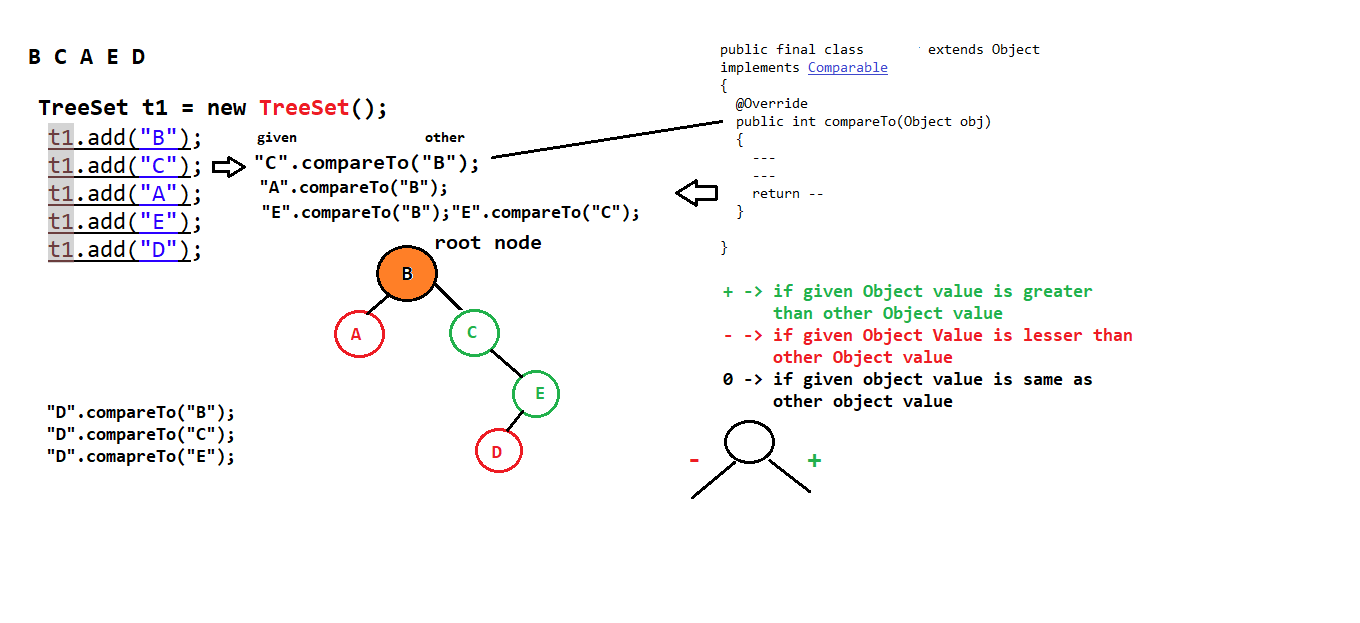 B C A E D
TreeSet t1 = new TreeSet();
t1.add("B");
t1.add("C");
t1.add("A");
t1.add("E");
t1.add("D");
given other
"C".compareTo("B");
"A".compareTo("B");
"E".compareTo("B");"E".compareTo("C");
root node
B
A
C
E
D
"D".compareTo("B");
"D".compareTo("C");
"D".comapreTo("E");
public final class extends Object
implements Comparable
{
@Override
public int compareTo(Object obj)
{
---
---
return --
}
}
+ -> if given Object value is greater
than other Object value
- -> if given Object Value is lesser than
other Object value
0 -> if given object value is same as
other object value
- +